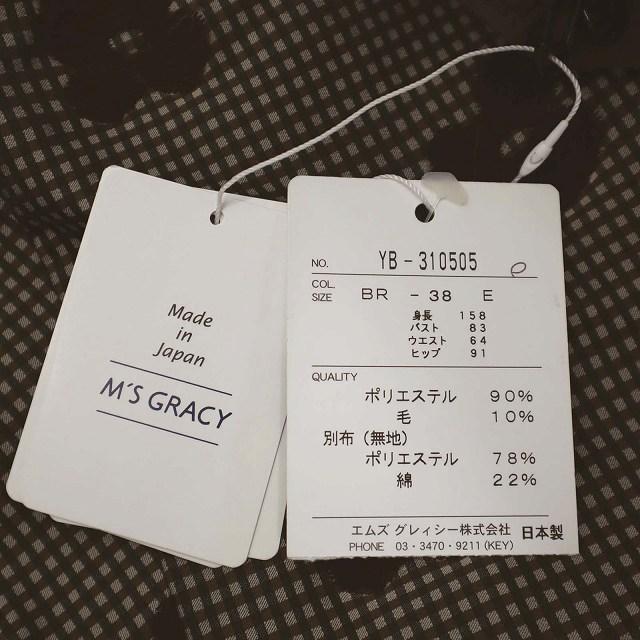 Made
in
Japan
M'S GRACY
NO. YB-310505
COL.
SIZE BR - 38 E
身長 158
バスト 83
ウエスト 64
ヒップ 91
QUALITY
ポリエステル 90%
毛 10%
別布(無地)
ポリエステル 78%
綿 22%
エムズ グレィシー株式会社 日本製
PHONE 03・3470・9211(KEY)